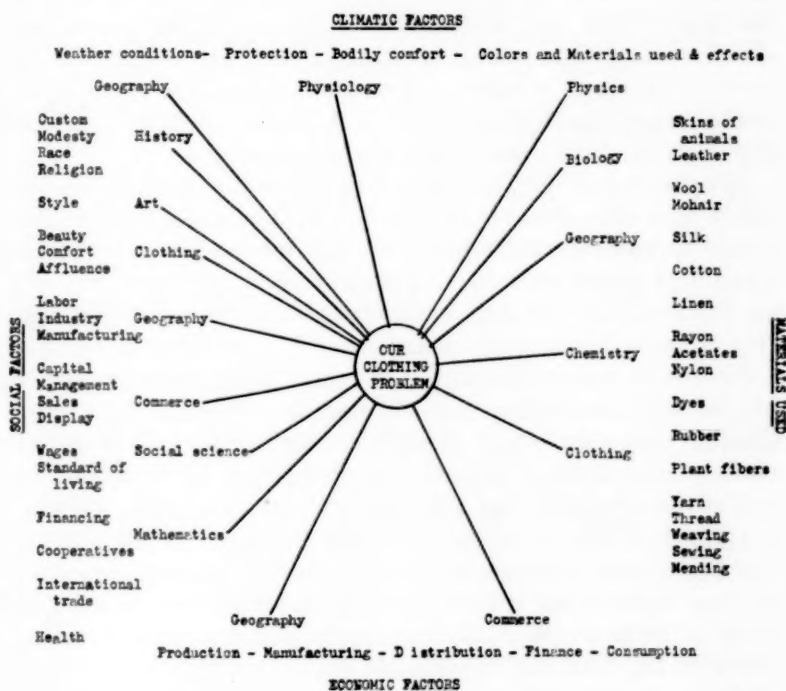 CLIMATIC FACTORS
Weather conditions- Protection - Bodily comfort - Colors and Materials used & effects
Geography
Physiology
Physics
Custom
Modesty
Race
Religion
Style
Beauty
Comfort
Affluence
Labor
Industry
Manufacturing
Capital
Management
Sales
Display
Wages
Standard of
living
Financing
Cooperatives
International
trade
Health
SOCIAL FACTORS
History
Art
Clothing
Geography
Commerce
Social science
Mathematics
OUR
CLOTHING
PROBLEM
Biology
Geography
Chemistry
Clothing
Skins of
animals
Leather
Wool
Mohair
Silk
Cotton
Linen
Rayon
Acetates
Nylon
Dyes
Rubber
Plant fibers
Yarn
Thread
Weaving
Sewing
Mending
MATERIALS USED
Geography
Commerce
Production - Manufacturing - D istribution - Finance - Consumption
ECONOMIC FACTORS